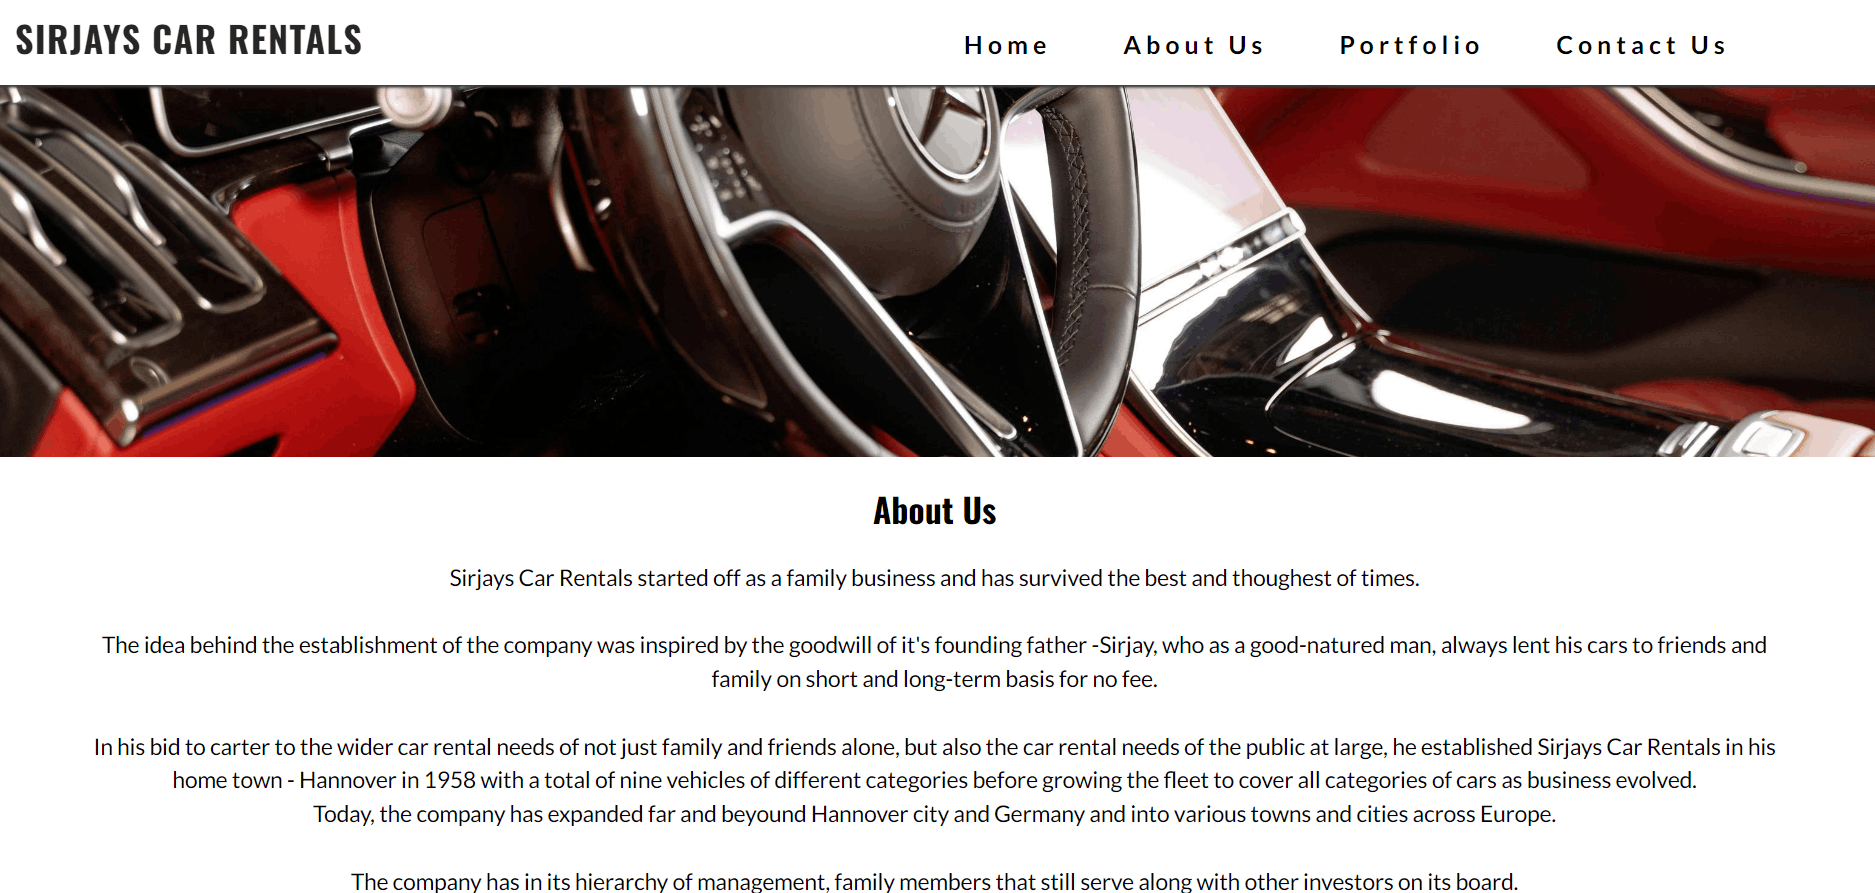 SIRJAYS CAR RENTALS
Home
About Us
Portfolio
Contact Us
About Us
Sirjays Car Rentals started off as a family business and has survived the best and thoughest of times.
The idea behind the establishment of the company was inspired by the goodwill of it's founding father -Sirjay, who as a good-natured man, always lent his cars to friends and
family on short and long-term basis for no fee.
In his bid to carter to the wider car rental needs of not just family and friends alone, but also the car rental needs of the public at large, he established Sirjays Car Rentals in his
home town - Hannover in 1958 with a total of nine vehicles of different categories before growing the fleet to cover all categories of cars as business evolved.
Today, the company has expanded far and beyound Hannover city and Germany and into various towns and cities across Europe.
The company has in its hierarchy of management, family members that still serve along with other investors on its board.